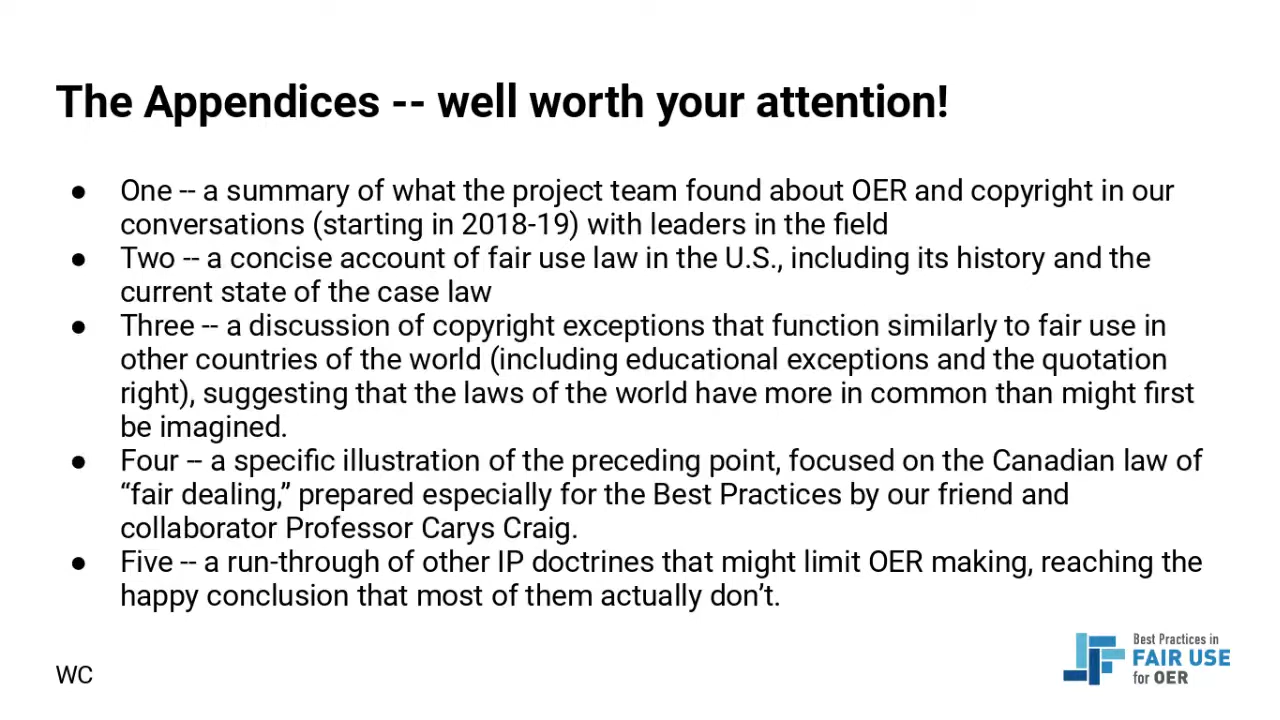 The Appendices -- well worth your attention!
● One -- a summary of what the project team found about OER and copyright in our
conversations (starting in 2018-19) with leaders in the field
● Two -- a concise account of fair use law in the U.S., including its history and the
current state of the case law
● Three -- a discussion of copyright exceptions that function similarly to fair use in
other countries of the world (including educational exceptions and the quotation
right), suggesting that the laws of the world have more in common than might first
be imagined.
● Four -- a specific illustration of the preceding point, focused on the Canadian law of
“fair dealing,” prepared especially for the Best Practices by our friend and
collaborator Professor Carys Craig.
● Five -- a run-through of other IP doctrines that might limit OER making, reaching the
happy conclusion that most of them actually don’t.
WC
Best Practices in
FAIR USE
for OER